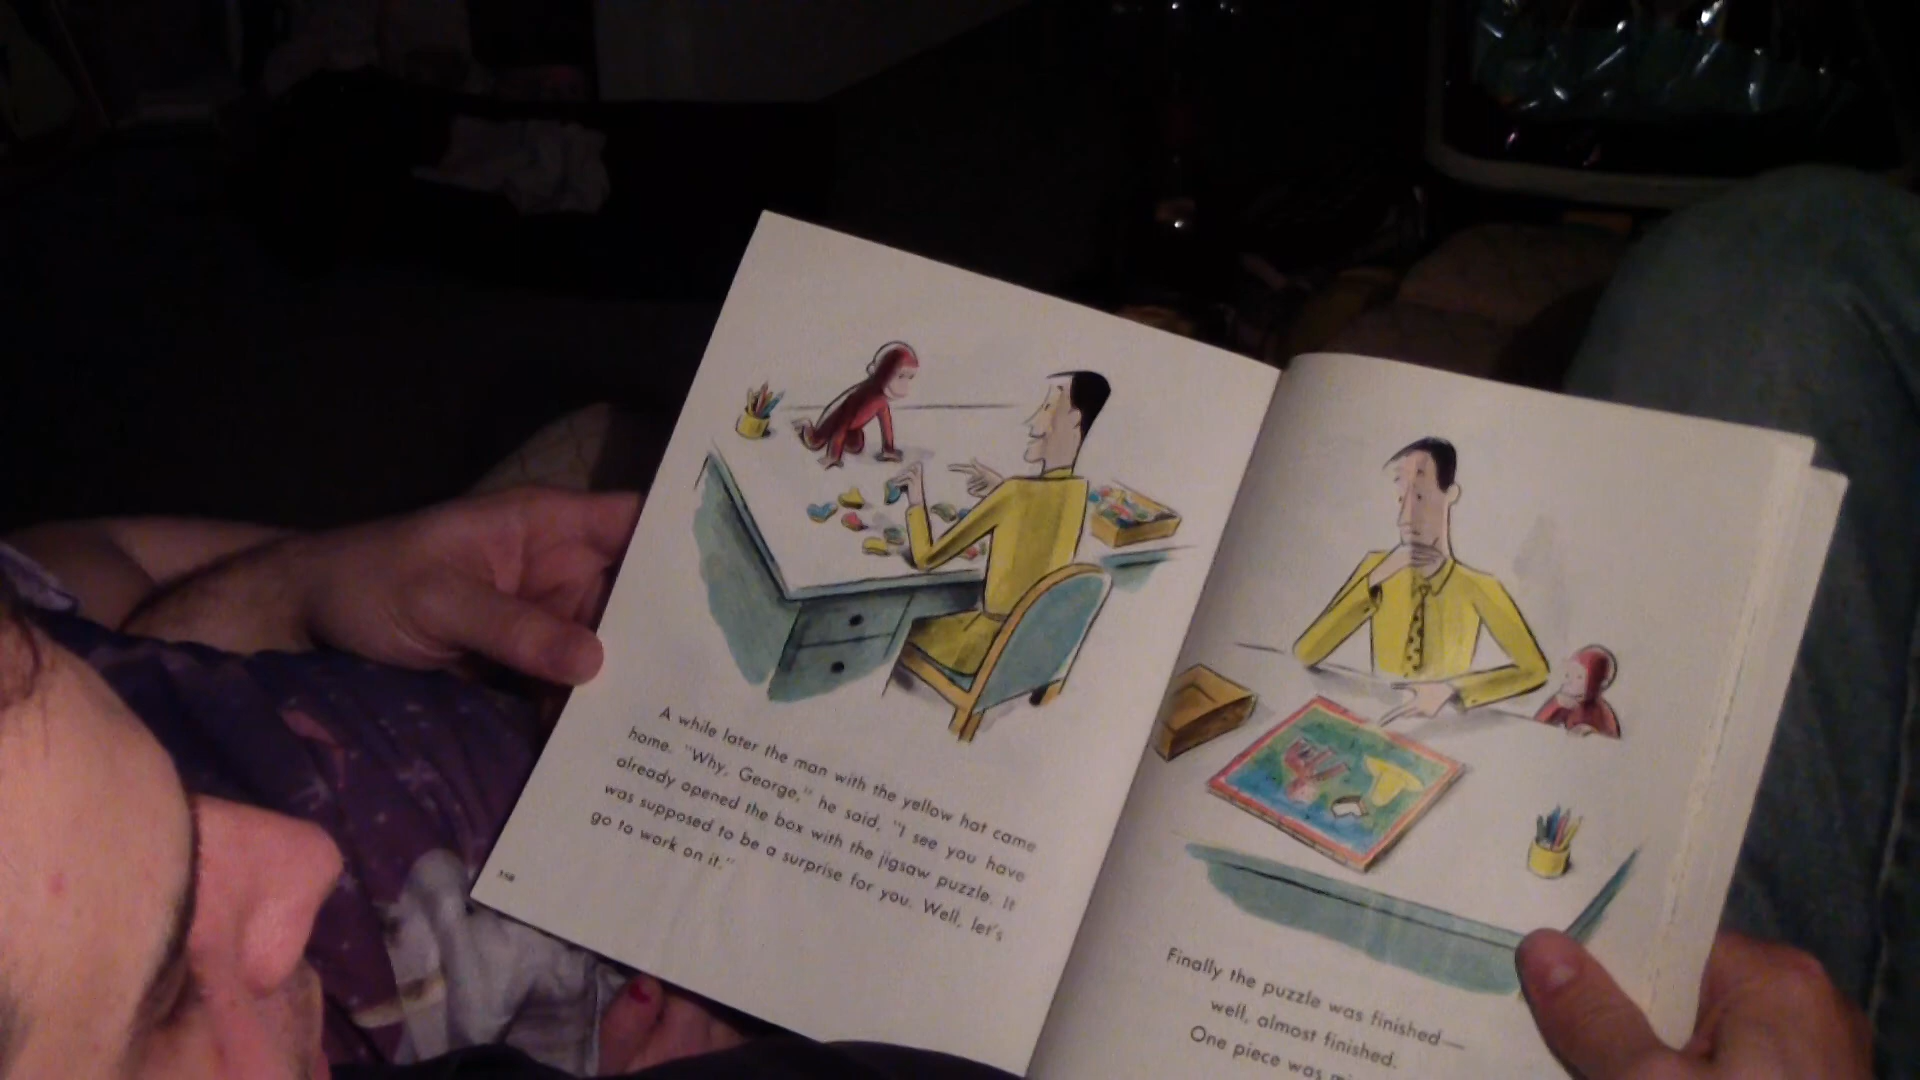 A while later the man with the yellow hat came
home. "Why, George," he said, "I see you have
already opened the box with the jigsaw puzzle. It
was supposed to be a surprise for you. Well, let's
go to work on it."
Finally the puzzle was finished—
well, almost finished.
One piece was